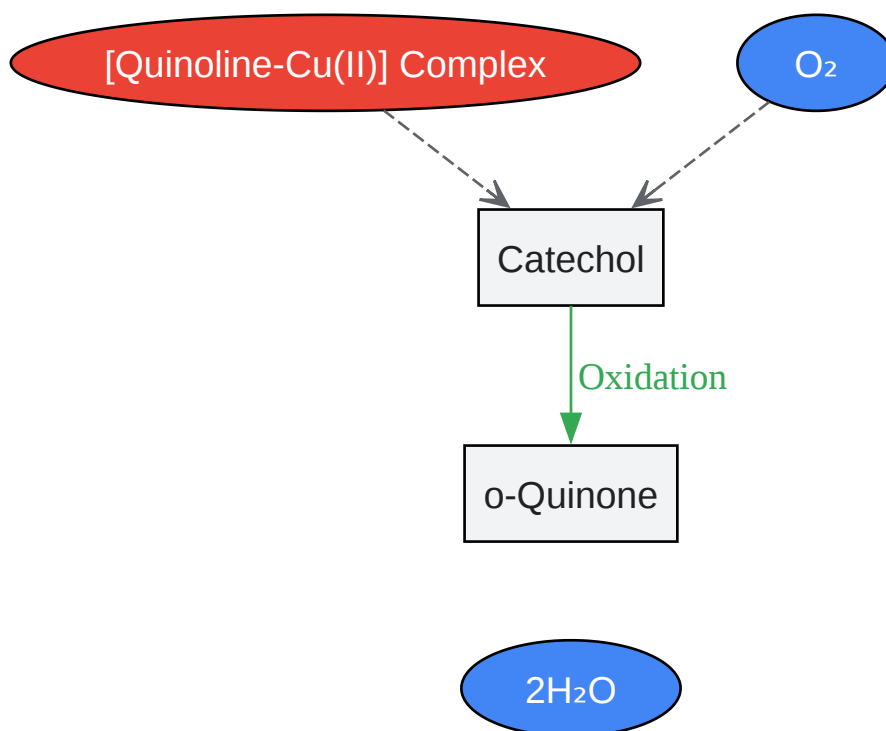 [Quinoline-Cu(II)] Complex
O₂
Catechol
Oxidation
o-Quinone
2H₂O